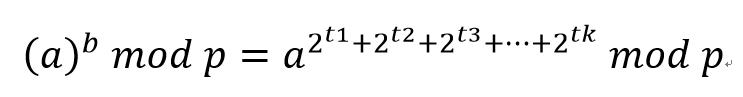 (a)^b mod p = a^{2^{t1}+2^{t2}+2^{t3}+⋯+2^{tk}} mod p